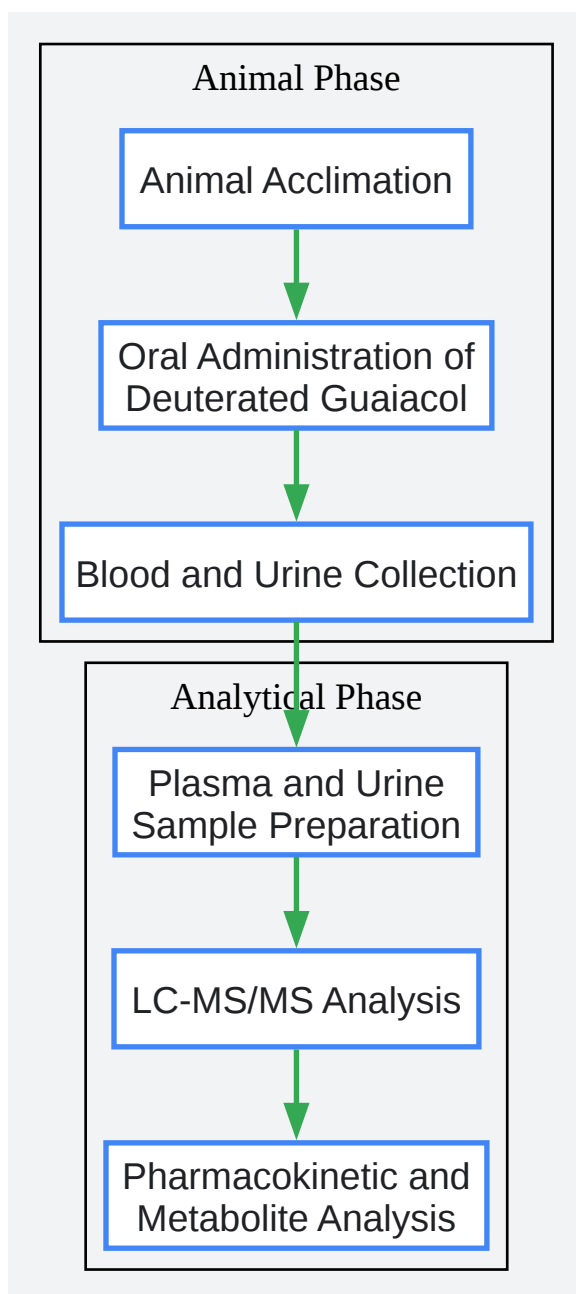 Animal Phase
Animal Acclimation
Oral Administration of
Deuterated Guaiacol
Blood and Urine Collection
Analytical Phase
Plasma and Urine
Sample Preparation
LC-MS/MS Analysis
Pharmacokinetic and
Metabolite Analysis